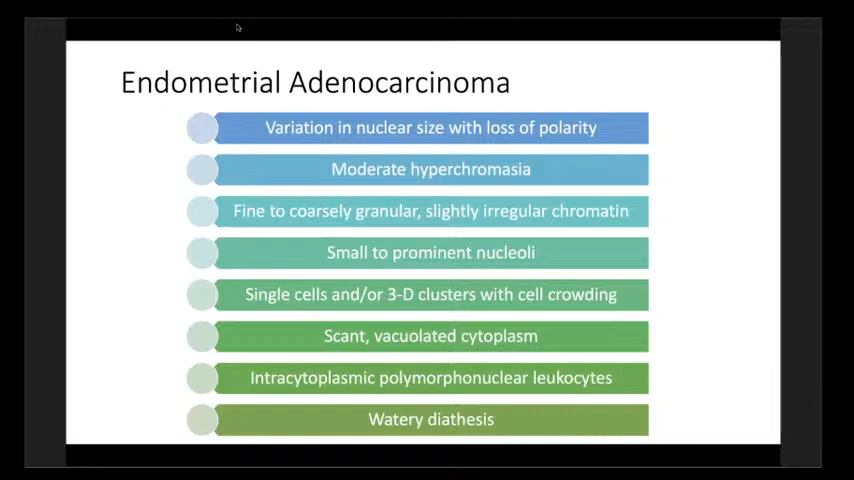 Endometrial Adenocarcinoma
Variation in nuclear size with loss of polarity
Moderate hyperchromasia
Fine to coarsely granular, slightly irregular chromatin
Small to prominent nucleoli
Single cells and/or 3-D clusters with cell crowding
Scant, vacuolated cytoplasm
Intracytoplasmic polymorphonuclear leukocytes
Watery diathesis